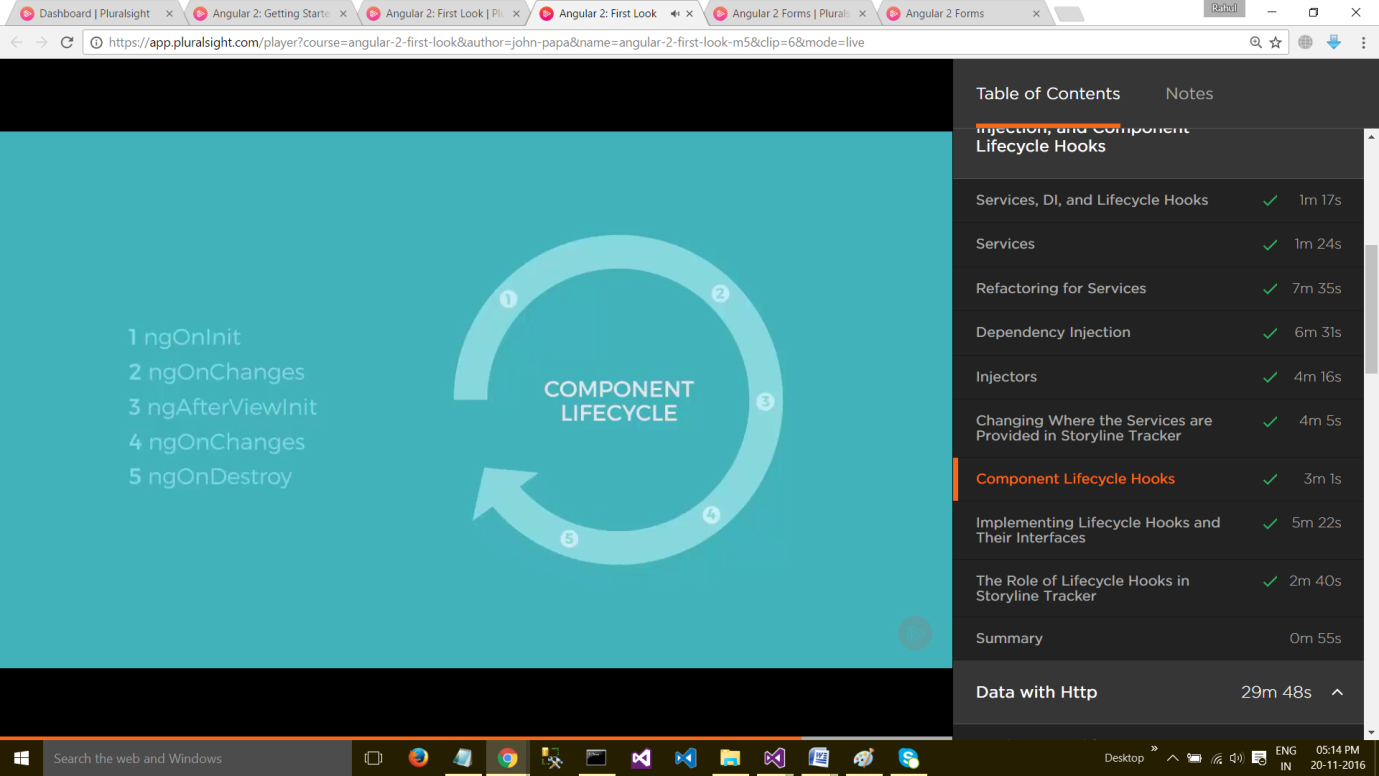 Dashboard | Pluralsight
Angular 2: Getting Starte
Angular 2: First Look | Pl
Angular 2: First Look
Angular 2 Forms | Plurals
Angular 2 Forms
Rahul
https://app.pluralsight.com/player?course=angular-2-first-look&author=john-papa&name=angular-2-first-look-m5&clip=6&mode=live
1 ngOnInit
2 ngOnChanges
3 ngAfterViewInit
4 ngOnChanges
5 ngOnDestroy
1
2
3
4
5
COMPONENT
LIFECYCLE
Table of Contents
Notes
Injection, and Component
Lifecycle Hooks
Services, DI, and Lifecycle Hooks 1m 17s
Services 1m 24s
Refactoring for Services 7m 35s
Dependency Injection 6m 31s
Injectors 4m 16s
Changing Where the Services are
Provided in Storyline Tracker 4m 5s
Component Lifecycle Hooks 3m 1s
Implementing Lifecycle Hooks and
Their Interfaces 5m 22s
The Role of Lifecycle Hooks in
Storyline Tracker 2m 40s
Summary 0m 55s
Data with Http 29m 48s
Search the web and Windows
Desktop
ENG
IN
05:14 PM
20-11-2016